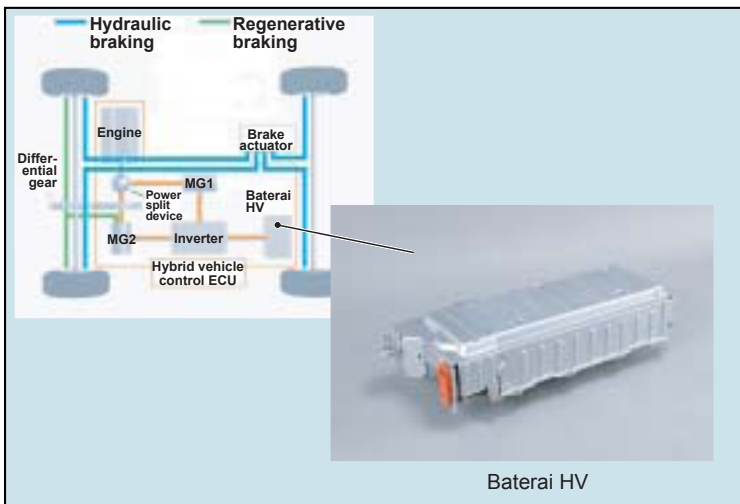 Hydraulic
braking
Regenerative
braking
Engine
Brake
actuator
Differ-
ential
gear
MG1
Power
split
device
Baterai
HV
MG2
Inverter
Hybrid vehicle
control ECU
Baterai HV